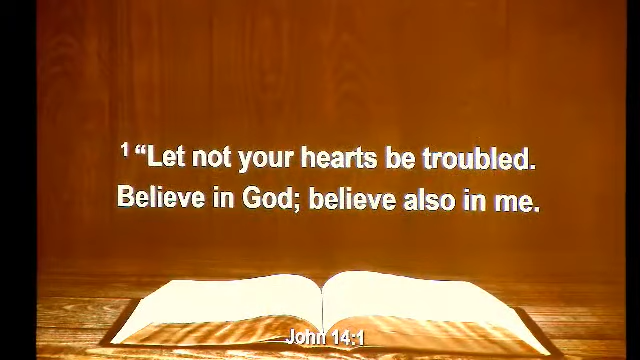 1 “Let not your hearts be troubled.
Believe in God; believe also in me.
John 14:1